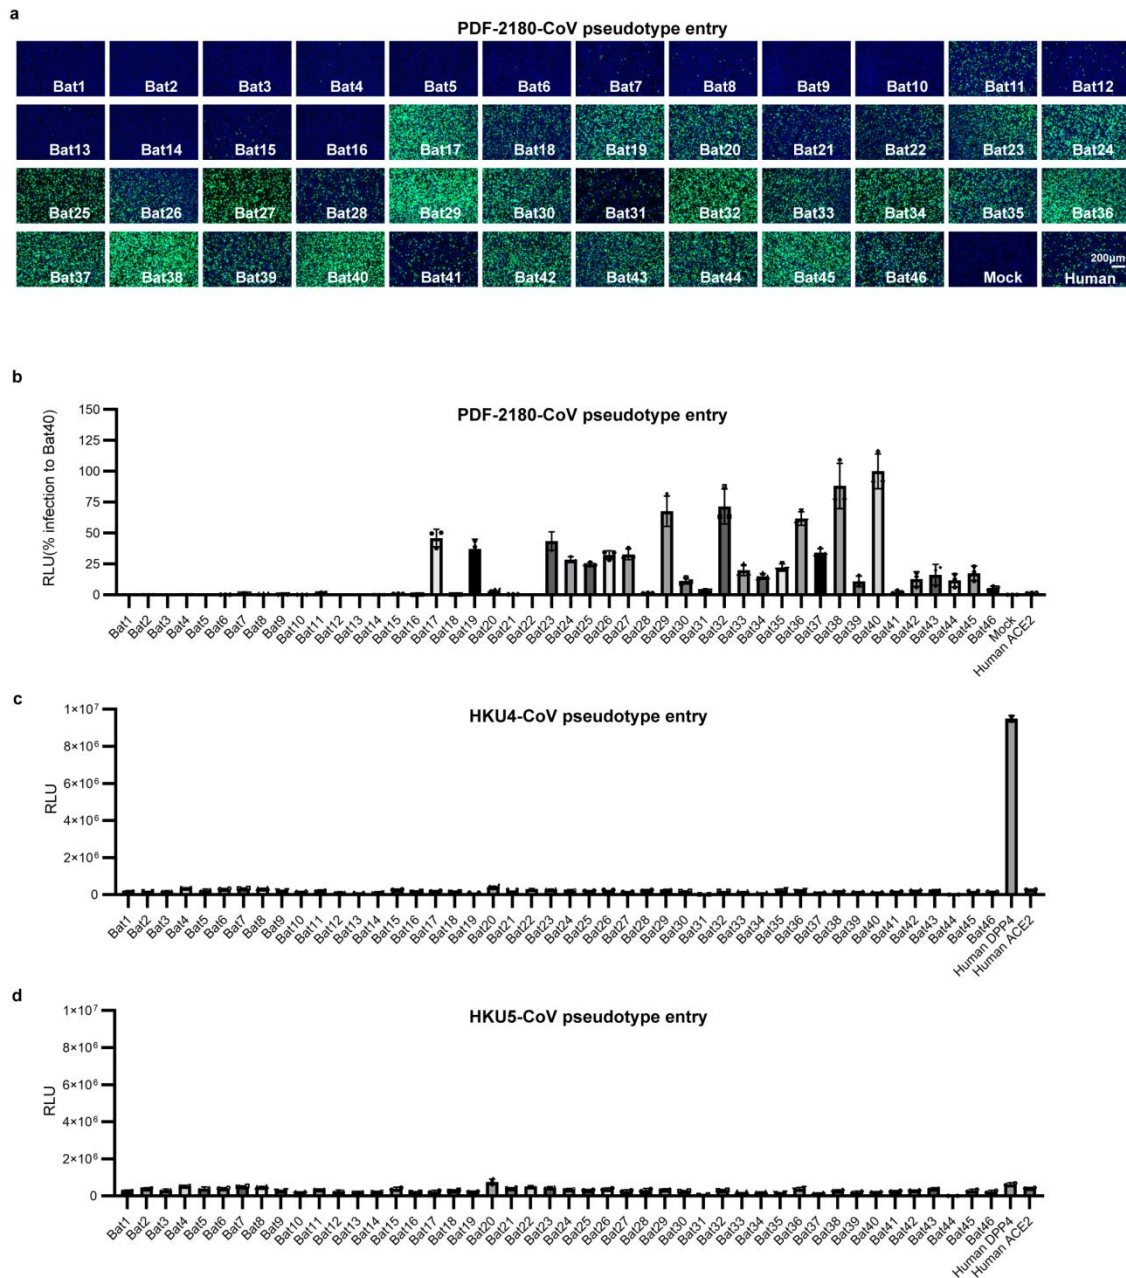 a
PDF-2180-CoV pseudotype entry
Bat1 Bat2 Bat3 Bat4 Bat5 Bat6 Bat7 Bat8 Bat9 Bat10 Bat11 Bat12
Bat13 Bat14 Bat15 Bat16 Bat17 Bat18 Bat19 Bat20 Bat21 Bat22 Bat23 Bat24
Bat25 Bat26 Bat27 Bat28 Bat29 Bat30 Bat31 Bat32 Bat33 Bat34 Bat35 Bat36
200µm
Bat37 Bat38 Bat39 Bat40 Bat41 Bat42 Bat43 Bat44 Bat45 Bat46 Mock Human
b
PDF-2180-CoV pseudotype entry
RLU(% infection to Bat40)
150
125
100
75
50
25
0
Bat1 Bat2 Bat3 Bat4 Bat5 Bat6 Bat7 Bat8 Bat9 Bat10 Bat11 Bat12 Bat13 Bat14 Bat15 Bat16 Bat17 Bat18 Bat19 Bat20 Bat21 Bat22 Bat23 Bat24 Bat25 Bat26 Bat27 Bat28 Bat29 Bat30 Bat31 Bat32 Bat33 Bat34 Bat35 Bat36 Bat37 Bat38 Bat39 Bat40 Bat41 Bat42 Bat43 Bat44 Bat45 Bat46 Mock Human ACE2
c
HKU4-CoV pseudotype entry
RLU
1×10⁷
8×10⁶
6×10⁶
4×10⁶
2×10⁶
0
Bat1 Bat2 Bat3 Bat4 Bat5 Bat6 Bat7 Bat8 Bat9 Bat10 Bat11 Bat12 Bat13 Bat14 Bat15 Bat16 Bat17 Bat18 Bat19 Bat20 Bat21 Bat22 Bat23 Bat24 Bat25 Bat26 Bat27 Bat28 Bat29 Bat30 Bat31 Bat32 Bat33 Bat34 Bat35 Bat36 Bat37 Bat38 Bat39 Bat40 Bat41 Bat42 Bat43 Bat44 Bat45 Bat46 Human DPP4 Human ACE2
d
HKU5-CoV pseudotype entry
RLU
1×10⁷
8×10⁶
6×10⁶
4×10⁶
2×10⁶
0
Bat1 Bat2 Bat3 Bat4 Bat5 Bat6 Bat7 Bat8 Bat9 Bat10 Bat11 Bat12 Bat13 Bat14 Bat15 Bat16 Bat17 Bat18 Bat19 Bat20 Bat21 Bat22 Bat23 Bat24 Bat25 Bat26 Bat27 Bat28 Bat29 Bat30 Bat31 Bat32 Bat33 Bat34 Bat35 Bat36 Bat37 Bat38 Bat39 Bat40 Bat41 Bat42 Bat43 Bat44 Bat45 Bat46 Human DPP4 Human ACE2